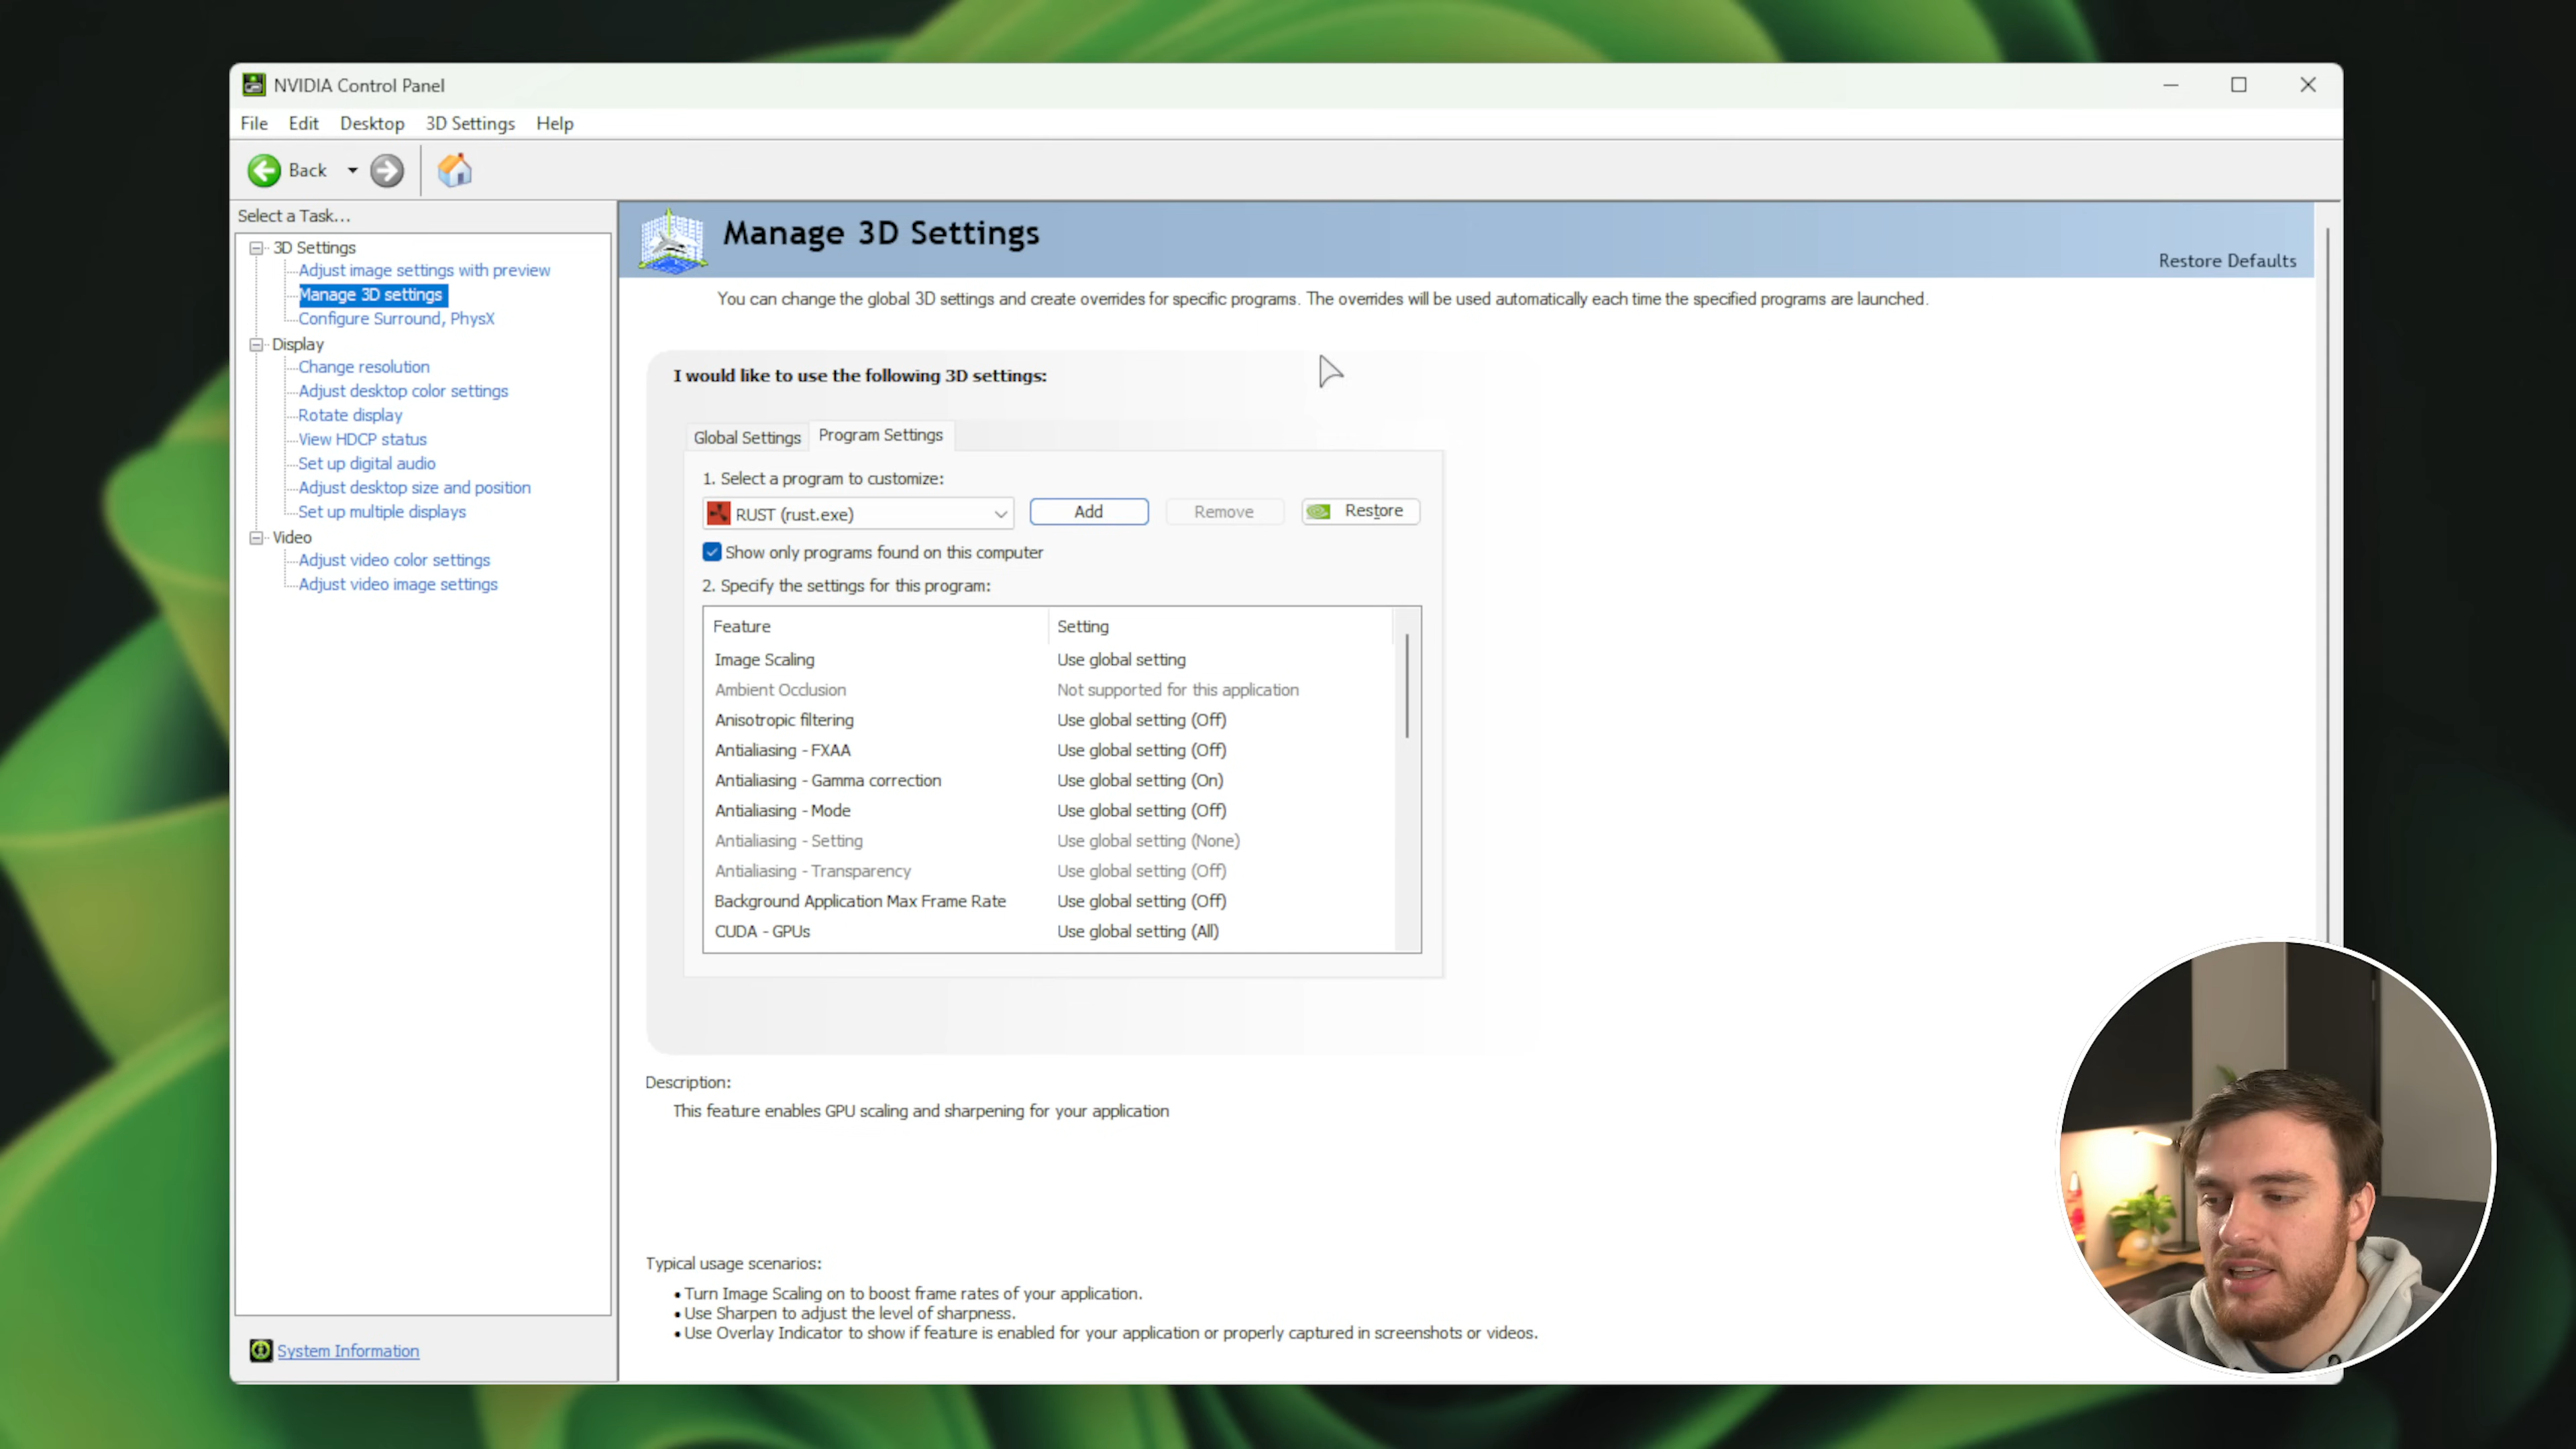 NVIDIA Control Panel
File Edit Desktop 3D Settings Help
Back
Select a Task...
3D Settings
Adjust image settings with preview
Manage 3D settings
Configure Surround, PhysX
Display
Change resolution
Adjust desktop color settings
Rotate display
View HDCP status
Set up digital audio
Adjust desktop size and position
Set up multiple displays
Video
Adjust video color settings
Adjust video image settings
System Information
Manage 3D Settings
Restore Defaults
You can change the global 3D settings and create overrides for specific programs. The overrides will be used automatically each time the specified programs are launched.
I would like to use the following 3D settings:
Global Settings Program Settings
1. Select a program to customize:
RUST (rust.exe) Add Remove Restore
Show only programs found on this computer
2. Specify the settings for this program:
Feature Setting
Image Scaling Use global setting
Ambient Occlusion Not supported for this application
Anisotropic filtering Use global setting (Off)
Antialiasing - FXAA Use global setting (Off)
Antialiasing - Gamma correction Use global setting (On)
Antialiasing - Mode Use global setting (Off)
Antialiasing - Setting Use global setting (None)
Antialiasing - Transparency Use global setting (Off)
Background Application Max Frame Rate Use global setting (Off)
CUDA - GPUs Use global setting (All)
Description:
This feature enables GPU scaling and sharpening for your application
Typical usage scenarios:
• Turn Image Scaling on to boost frame rates of your application.
• Use Sharpen to adjust the level of sharpness.
• Use Overlay Indicator to show if feature is enabled for your application or properly captured in screenshots or videos.